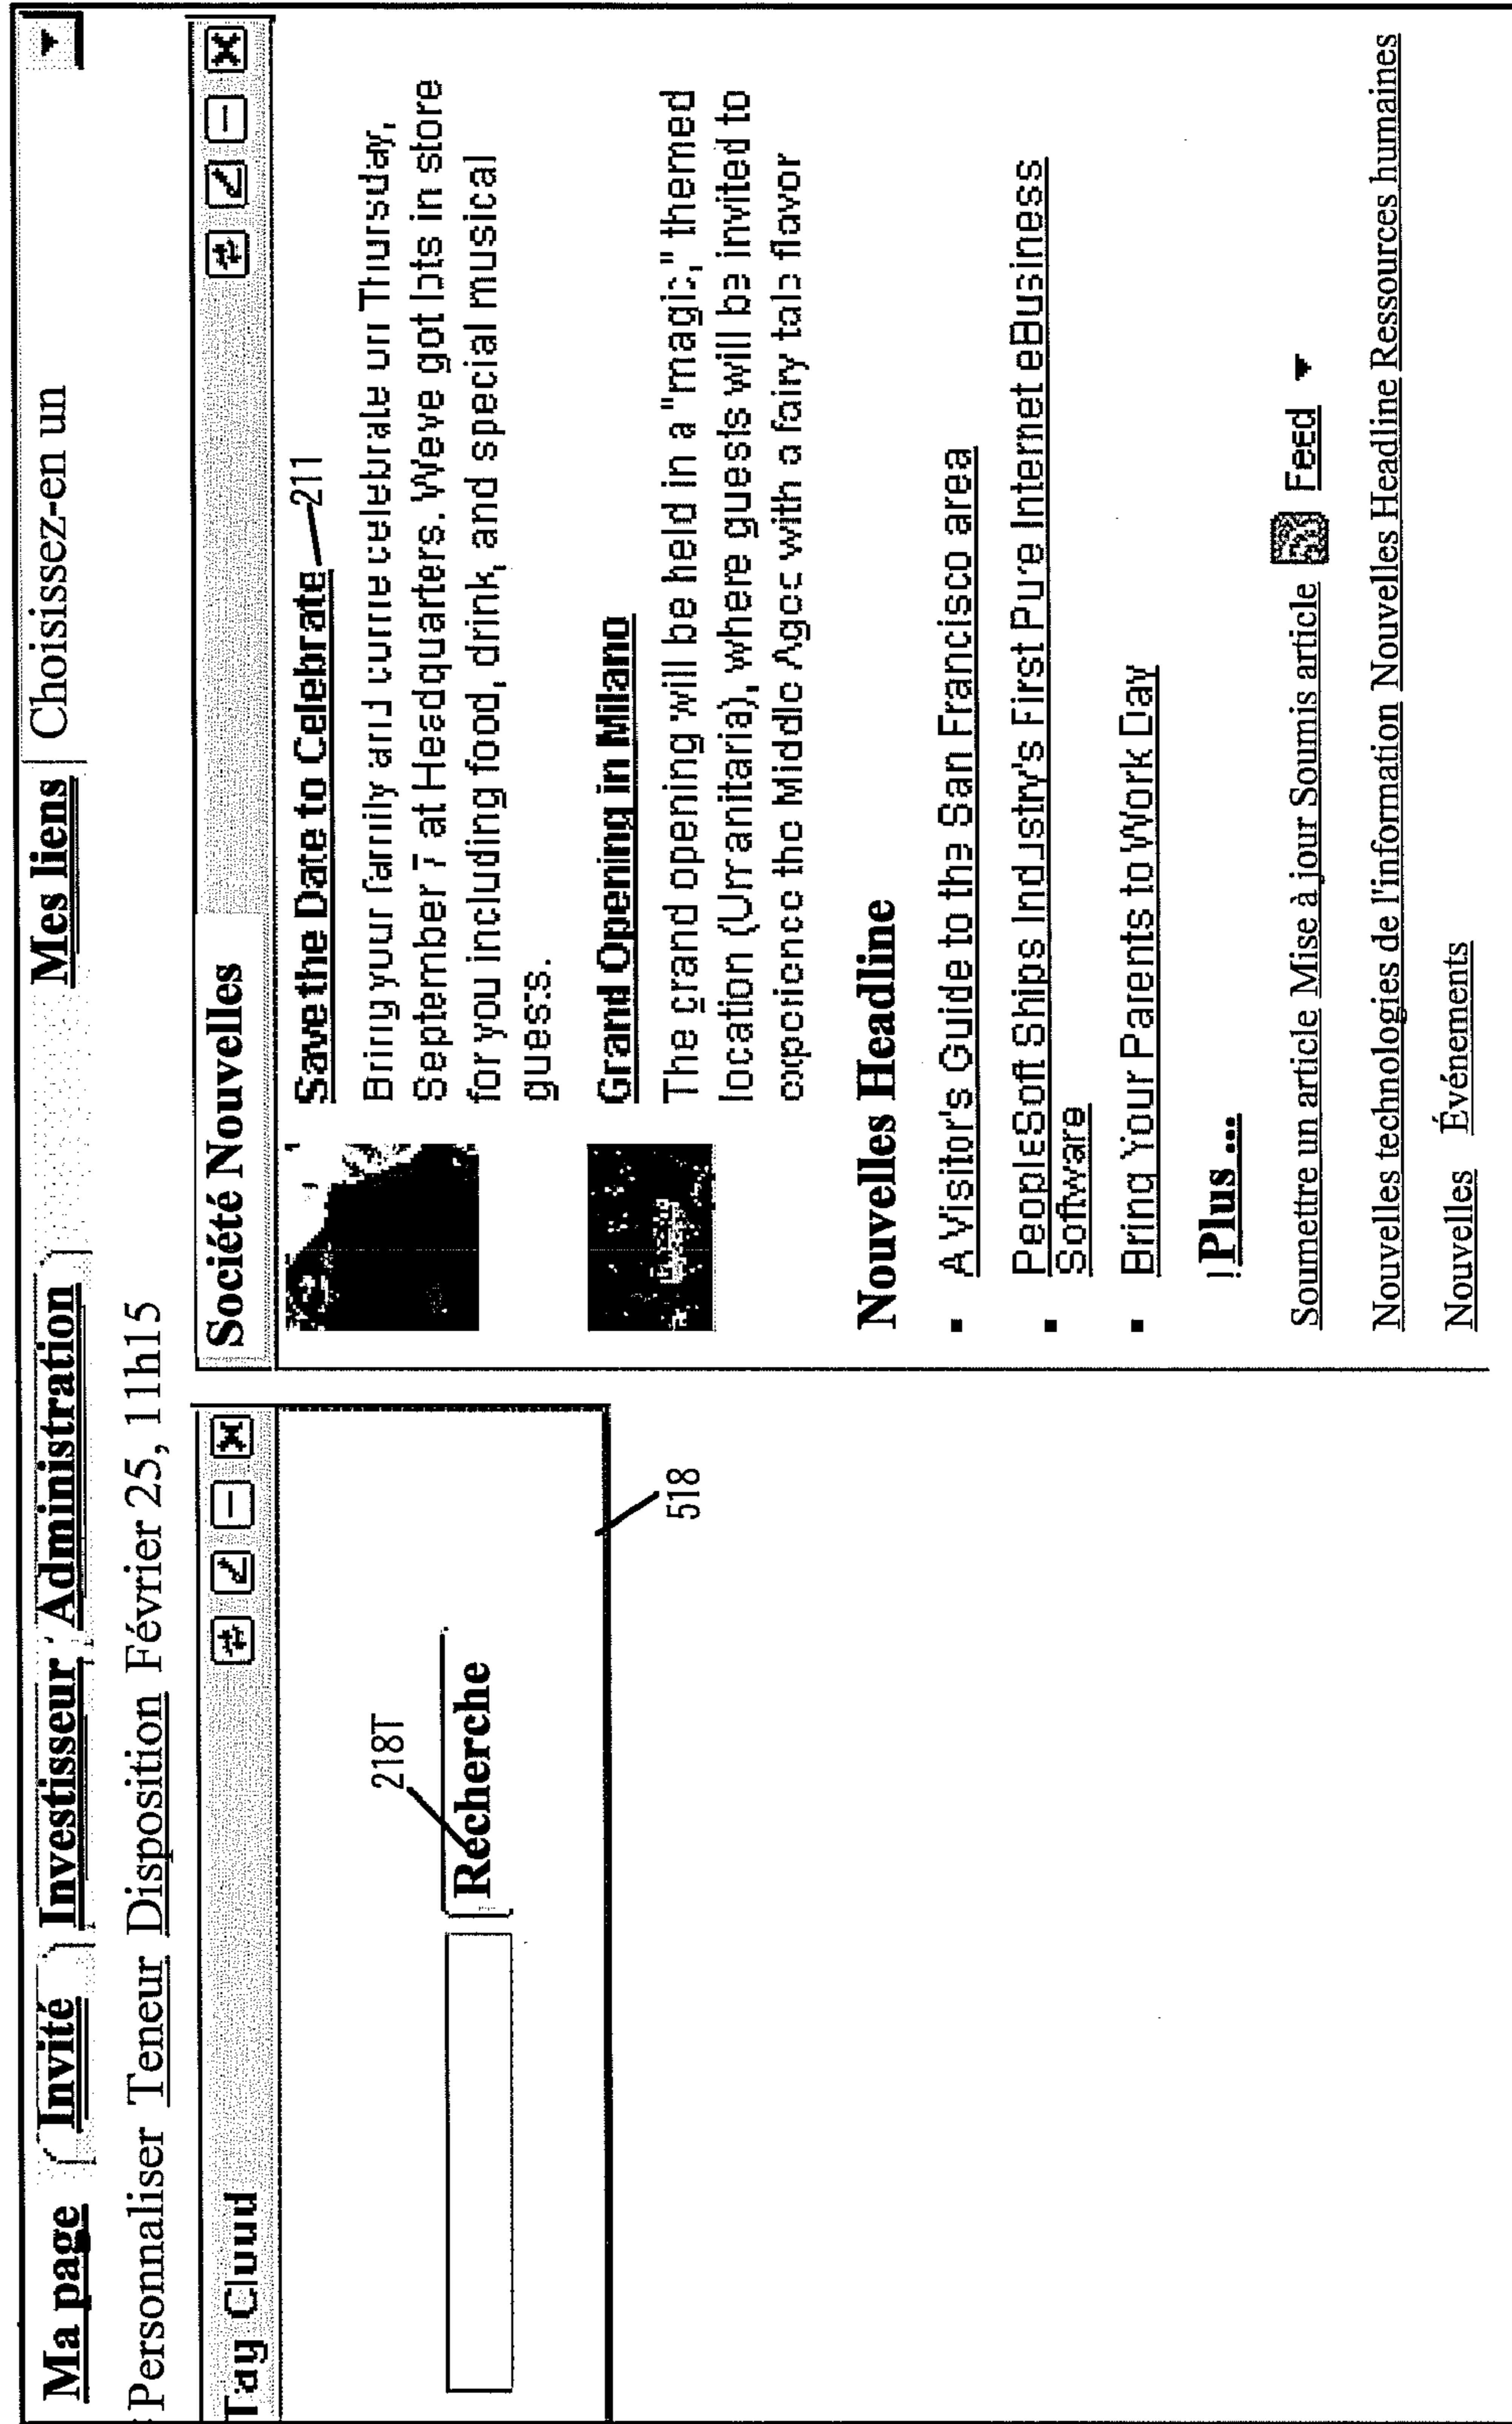 Ma page Invité Investisseur Administration Mes liens Choisissez-en un
Personnaliser Teneur Disposition Février 25, 11h15
Tag Cloud
218T
Recherche
518
Société Nouvelles
Save the Date to Celebrate 211
Bring your family and come celebrate on Thursday,
September 7 at Headquarters. We've got lots in store
for you including food, drink, and special musical
guests.
Grand Opening in Milano
The grand opening will be held in a "magic," themed
location (Umanitaria), where guests will be invited to
experience the Middle Ages with a fairy tale flavor
Nouvelles Headline
▪ A Visitor's Guide to the San Francisco area
▪ PeopleSoft Ships Industry's First Pure Internet eBusiness
Software
▪ Bring Your Parents to Work Day
Plus ...
Soumettre un article Mise à jour Soumis article Feed
Nouvelles technologies de l'information Nouvelles Headline Ressources humaines
Nouvelles Événements